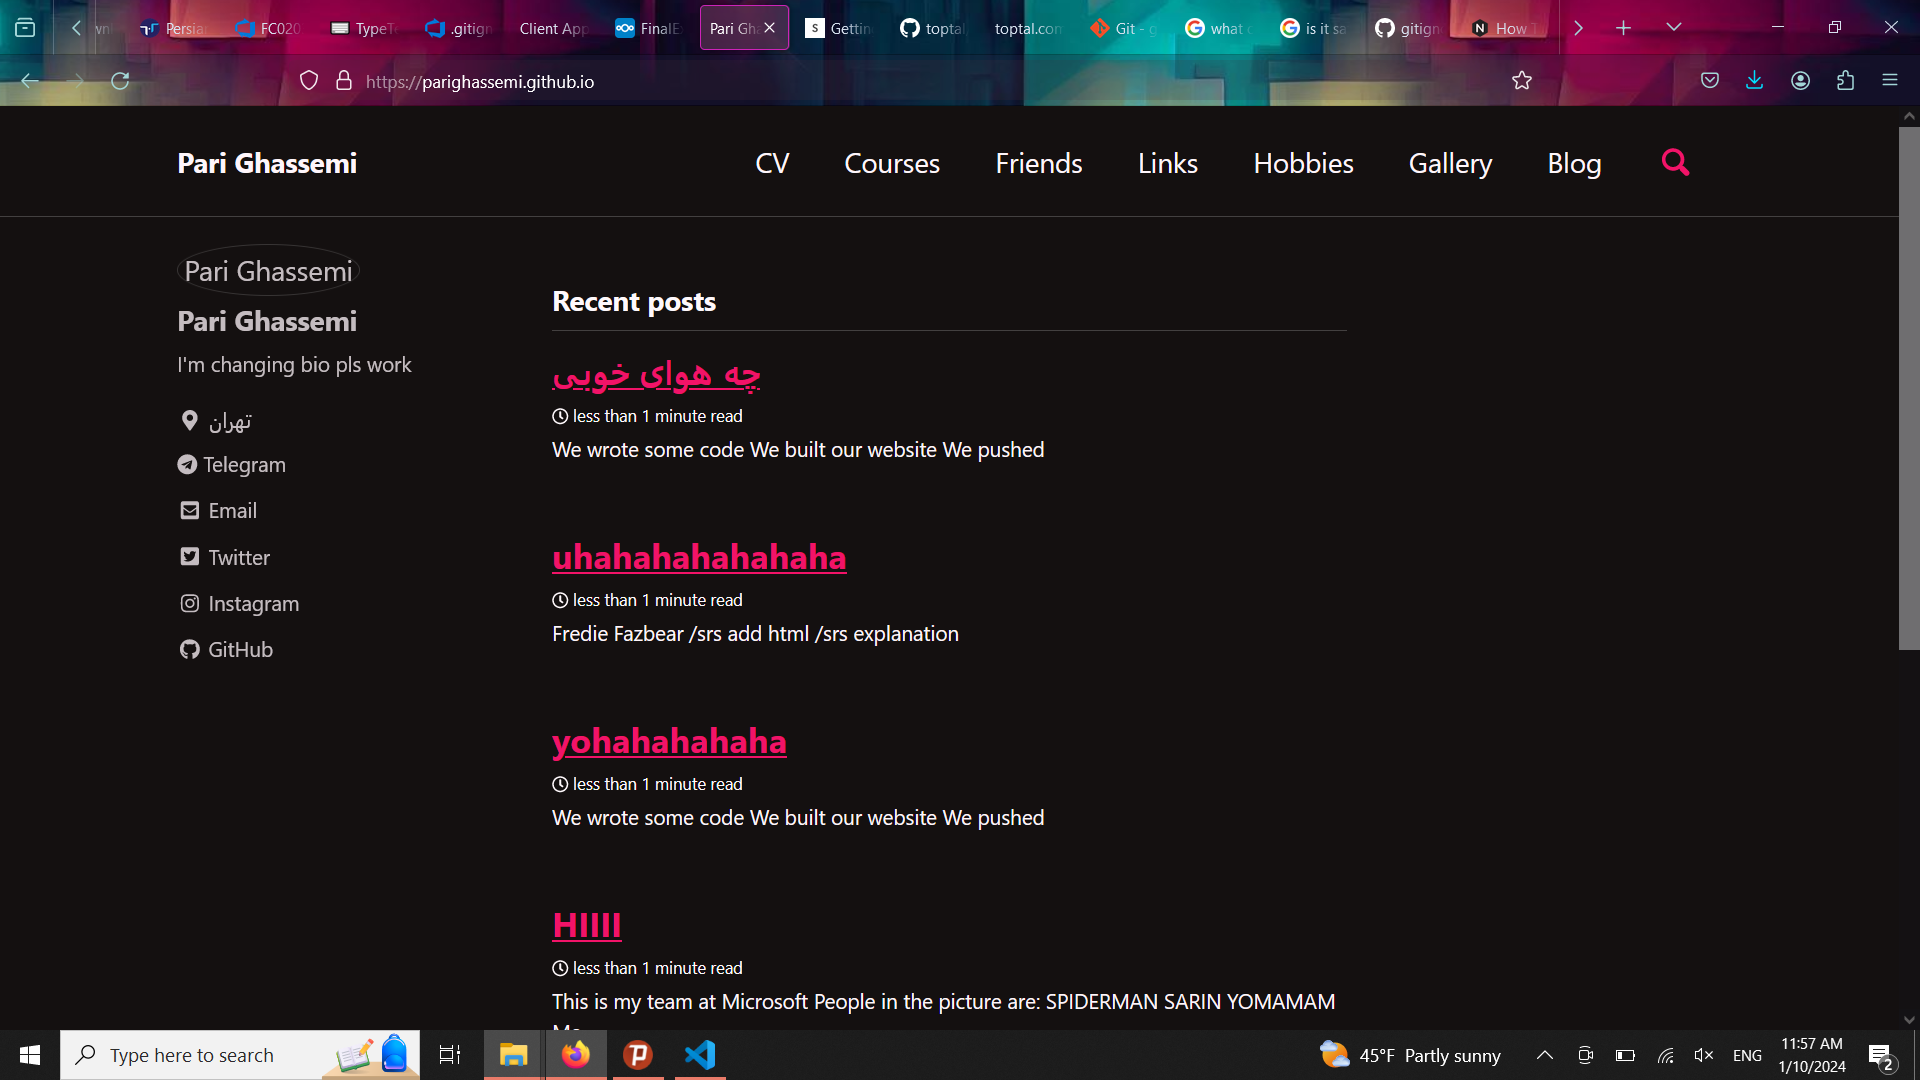 Persia
FC020
TypeT
.gitign
Client App
FinalE
Pari Gha
Gettin
toptal
toptal.com
Git - g
what
is it sa
gitign
How T
https://parighassemi.github.io
Pari Ghassemi
CV
Courses
Friends
Links
Hobbies
Gallery
Blog
Pari Ghassemi
Pari Ghassemi
I'm changing bio pls work
تهران
Telegram
Email
Twitter
Instagram
GitHub
Recent posts
چه هوای خوبی
less than 1 minute read
We wrote some code We built our website We pushed
uhahahahahahaha
less than 1 minute read
Fredie Fazbear /srs add html /srs explanation
yohahahahaha
less than 1 minute read
We wrote some code We built our website We pushed
HIIIII
less than 1 minute read
This is my team at Microsoft People in the picture are: SPIDERMAN SARIN YOMAMAM
Type here to search
45°F Partly sunny
ENG
11:57 AM
1/10/2024
2